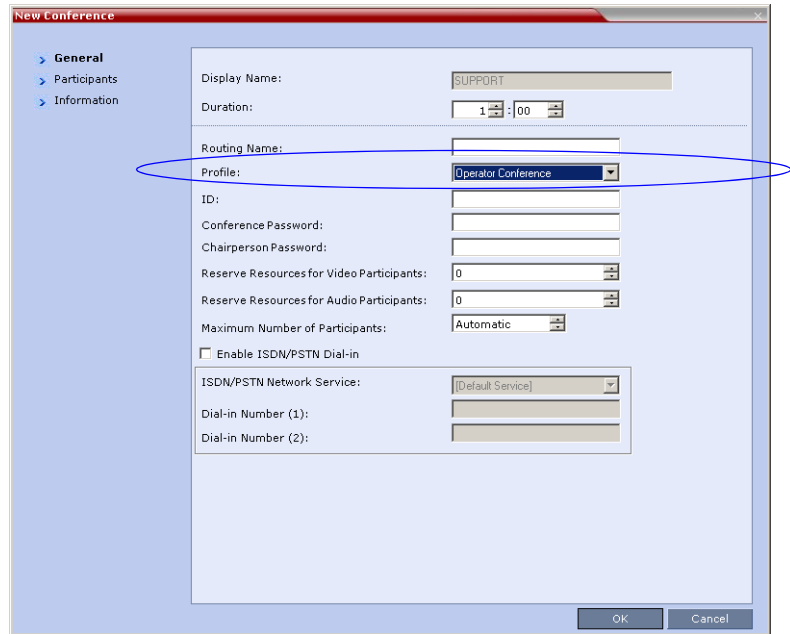 New Conference
General
Participants
Information
Display Name: SUPPORT
Duration: 1 : 00
Routing Name:
Profile: Operator Conference
ID:
Conference Password:
Chairperson Password:
Reserve Resources for Video Participants: 0
Reserve Resources for Audio Participants: 0
Maximum Number of Participants: Automatic
Enable ISDN/PSTN Dial-in
ISDN/PSTN Network Service: [Default Service]
Dial-in Number (1):
Dial-in Number (2):
OK Cancel